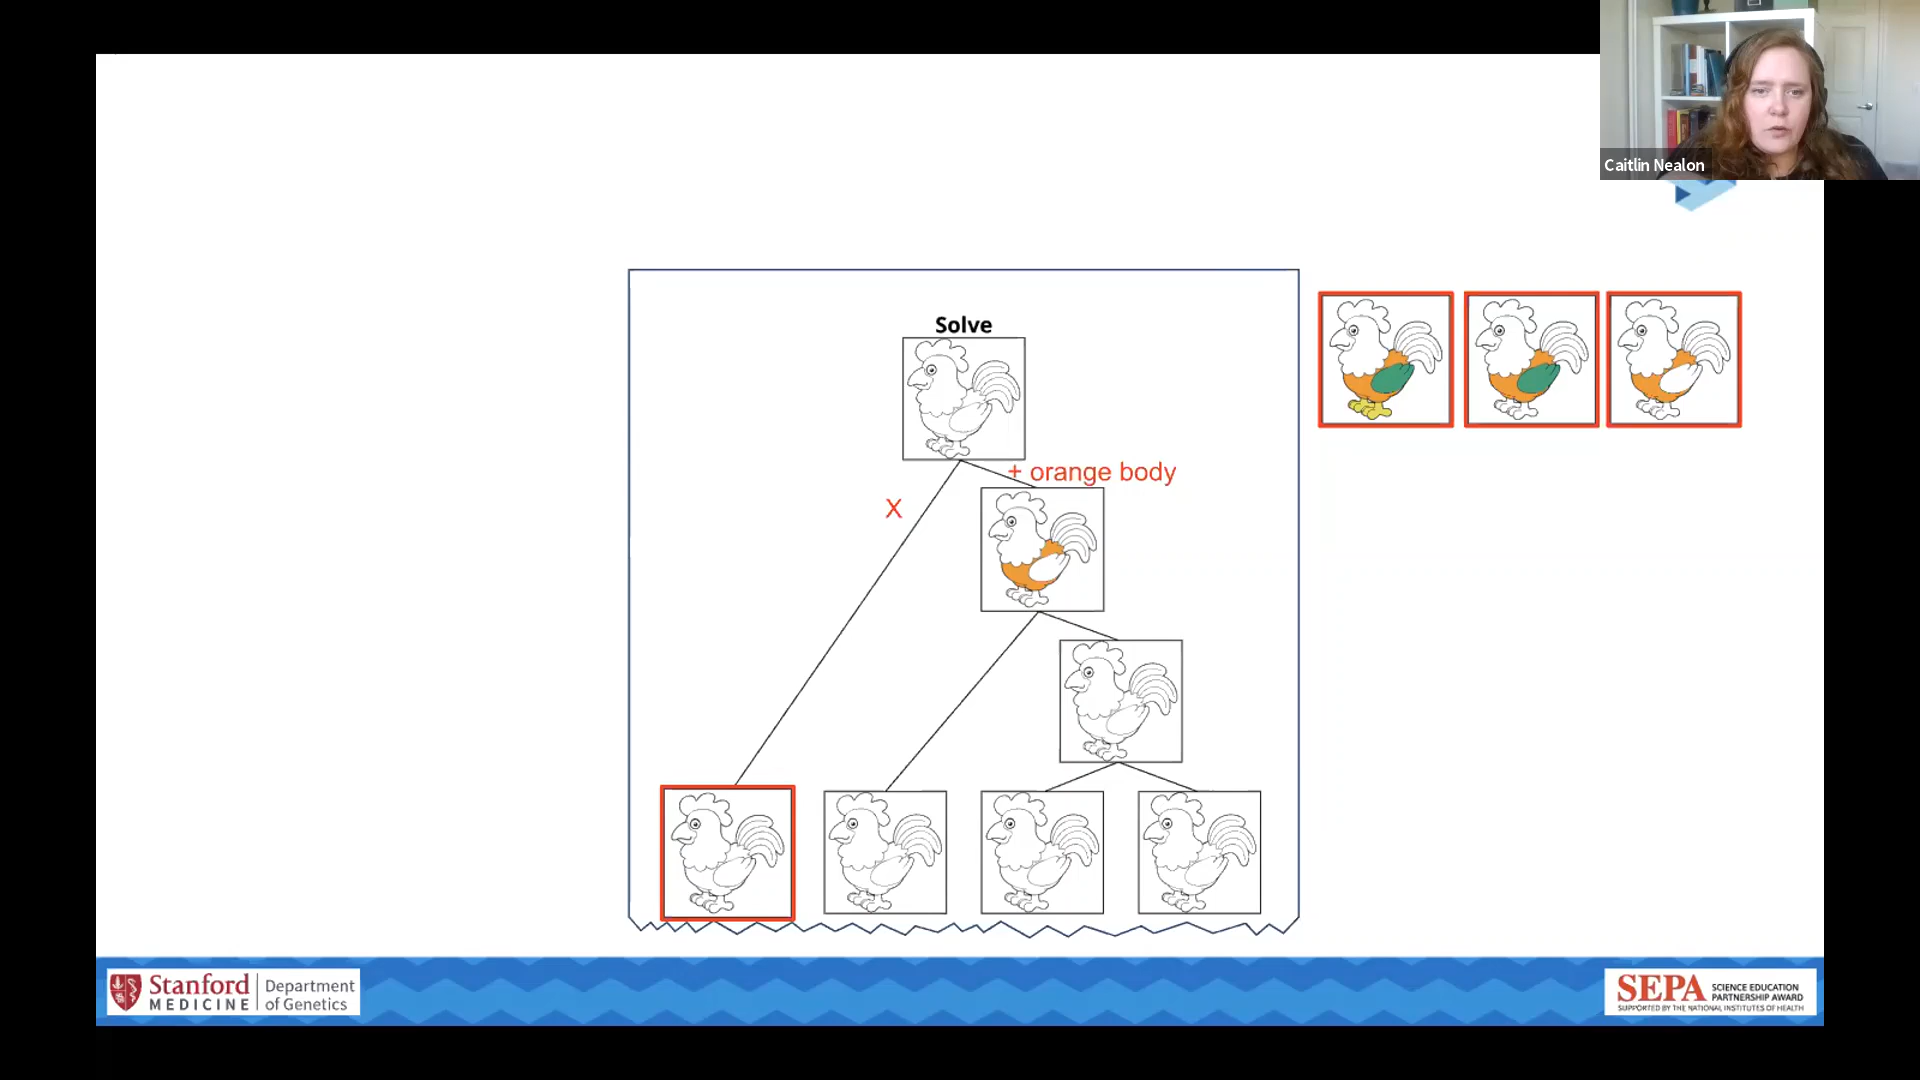 Caitlin Nealon
Solve
+ orange body
X
Stanford
MEDICINE
Department
of Genetics
SEPA
SCIENCE EDUCATION
PARTNERSHIP AWARD
SUPPORTED BY THE NATIONAL INSTITUTES OF HEALTH